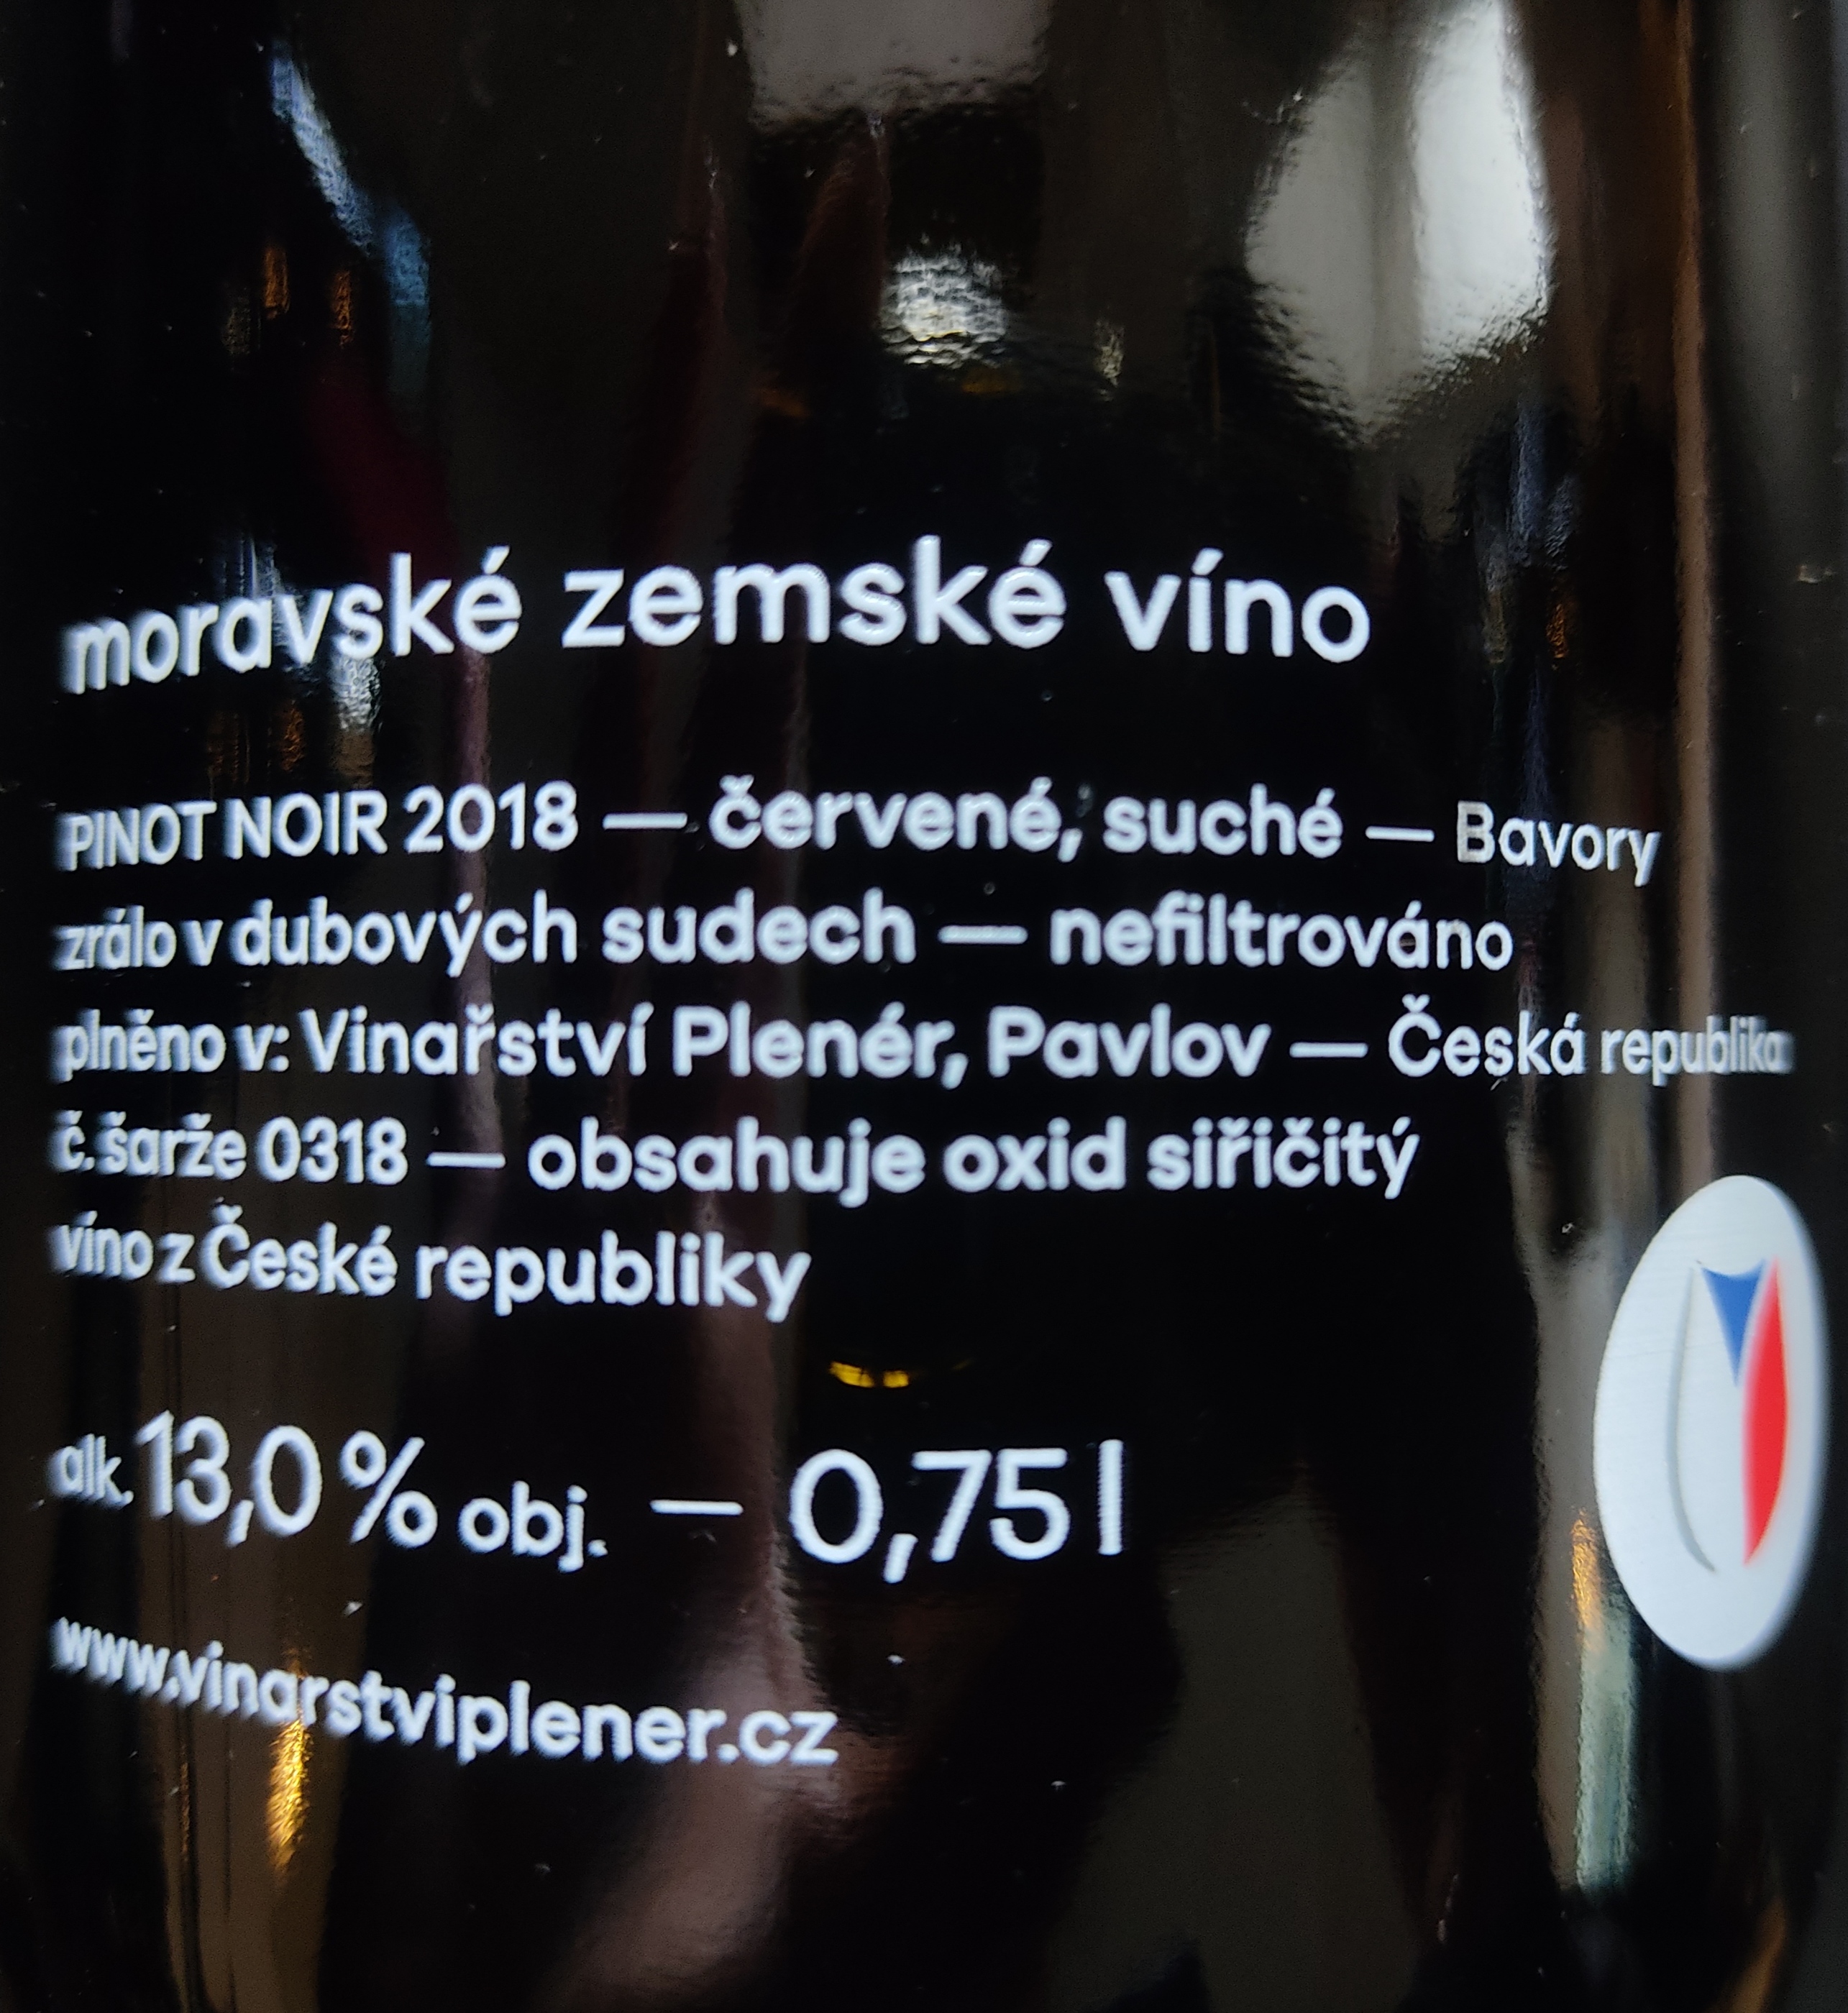 moravské zemské víno
PINOT NOIR 2018 — červené, suché — Bavory
zrálo v dubových sudech — nefiltrováno
plněno v: Vinařství Plenér, Pavlov — Česká republika
č. šarže 0318 — obsahuje oxid siřičitý
víno z České republiky
alk. 13,0 % obj. — 0,75 l
www.vinarstviplener.cz